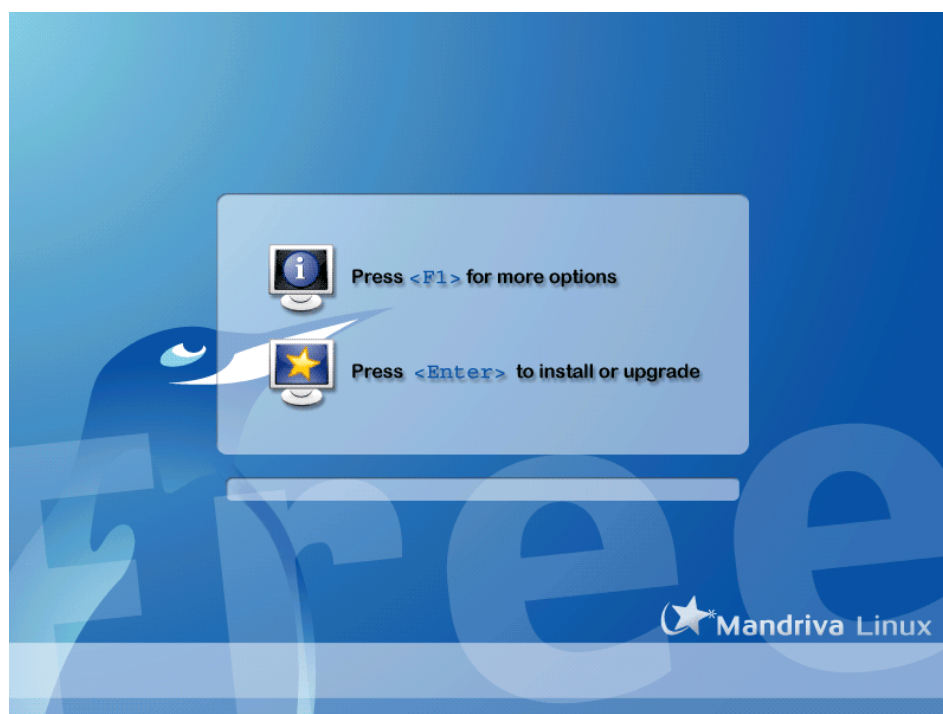 Press <F1> for more options
Press <Enter> to install or upgrade
Free
Mandriva Linux